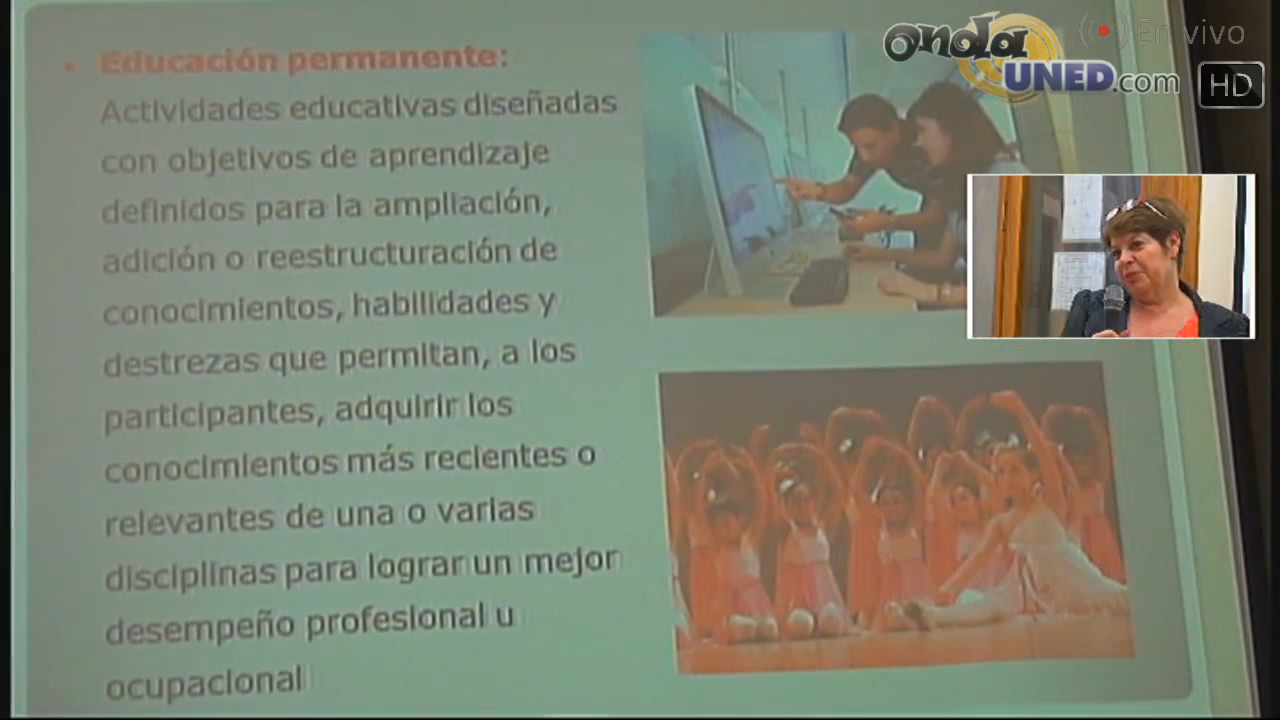 • Educación permanente:
Actividades educativas diseñadas
con objetivos de aprendizaje
definidos para la ampliación,
adición o reestructuración de
conocimientos, habilidades y
destrezas que permitan, a los
participantes, adquirir los
conocimientos más recientes o
relevantes de una o varias
disciplinas para lograr un mejor
desempeño profesional u
ocupacional
onda
UNED.com
En vivo
HD